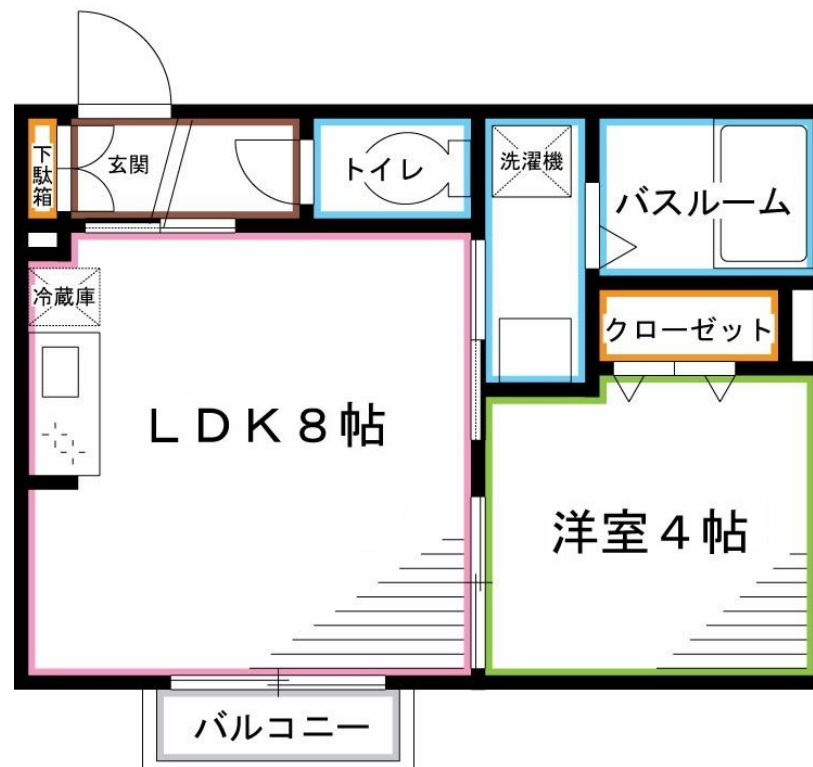 下駄箱
玄関
トイレ
洗濯機
バスルーム
冷蔵庫
クローゼット
LDK8帖
洋室4帖
バルコニー